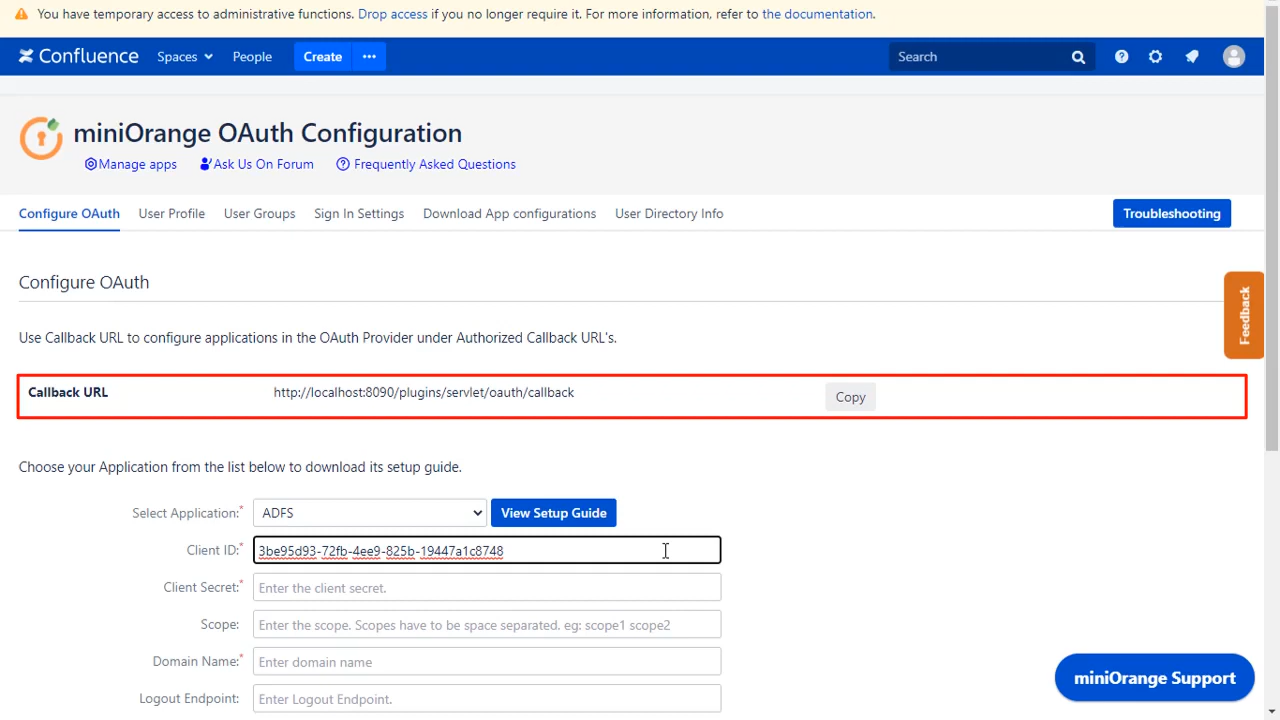 You have temporary access to administrative functions. Drop access if you no longer require it. For more information, refer to the documentation.
Confluence Spaces People Create ••• Search
miniOrange OAuth Configuration
Manage apps Ask Us On Forum Frequently Asked Questions
Configure OAuth User Profile User Groups Sign In Settings Download App configurations User Directory Info Troubleshooting
Configure OAuth
Feedback
Use Callback URL to configure applications in the OAuth Provider under Authorized Callback URL's.
Callback URL http://localhost:8090/plugins/servlet/oauth/callback Copy
Choose your Application from the list below to download its setup guide.
Select Application:* ADFS View Setup Guide
Client ID:* 3be95d93-72fb-4ee9-825b-19447a1c8748
Client Secret:* Enter the client secret.
Scope: Enter the scope. Scopes have to be space separated. eg: scope1 scope2
Domain Name:* Enter domain name
miniOrange Support
Logout Endpoint: Enter Logout Endpoint.